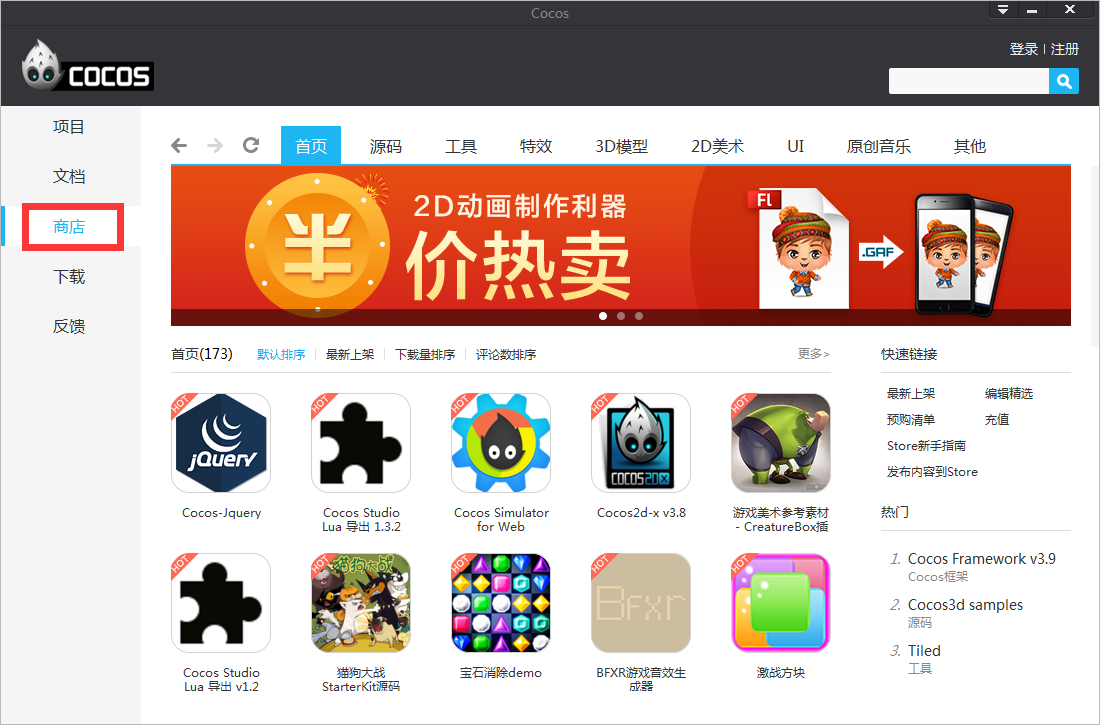 Cocos
COCOS
登录 | 注册
项目
文档
商店
下载
反馈
首页 源码 工具 特效 3D模型 2D美术 UI 原创音乐 其他
2D动画制作利器
半
价热卖
Fl
.GAF
首页(173) 默认排序 最新上架 下载量排序 评论数排序 更多>
快速链接
最新上架 编辑精选
预购清单 充值
Store新手指南
发布内容到Store
HOT HOT HOT HOT HOT
jQuery
COCOS2DX
Cocos-Jquery
Cocos Studio
Lua 导出 1.3.2
Cocos Simulator
for Web
Cocos2d-x v3.8
游戏美术参考素材
- CreatureBox插
热门
1. Cocos Framework v3.9
Cocos框架
2. Cocos3d samples
源码
3. Tiled
工具
HOT HOT HOT HOT HOT
猫狗大战
BFXR
Cocos Studio
Lua 导出 v1.2
猫狗大战
StarterKit源码
宝石消除demo
BFXR游戏音效生
成器
激战方块